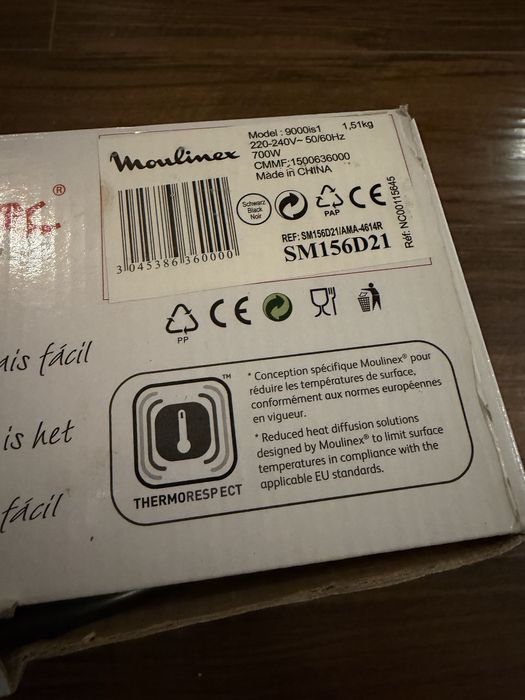 Moulinex
Model : 9000is1 1,51kg
220-240V~ 50/60Hz
700W
CMMF:1500636000
Made in CHINA
Schwarz
Black
Noir
PAP
CE
3 045386 360000
REF: SM156D21/AMA-4614R
SM156D21
Réf: NC00115645
®
PP
CE
ais fácil
is het
fácil
TM
THERMORESPECT
* Conception spécifique Moulinex® pour
réduire les températures de surface,
conformément aux normes européennes
en vigueur.
* Reduced heat diffusion solutions
designed by Moulinex® to limit surface
temperatures in compliance with the
applicable EU standards.